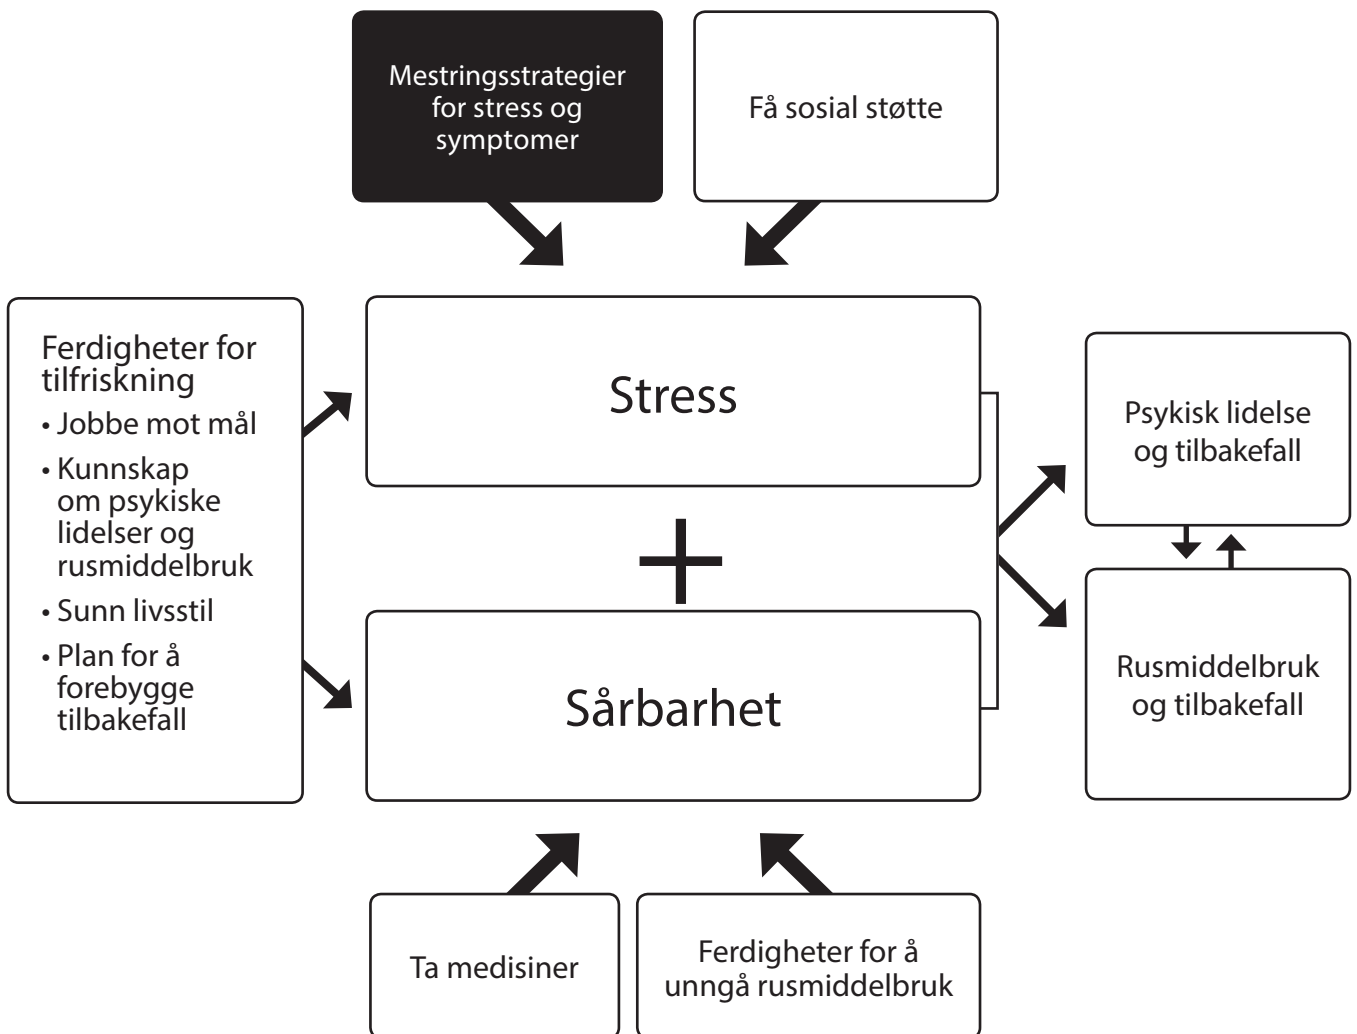 Mestringsstrategier
for stress og
symptomer
Få sosial støtte
Ferdigheter for
tilfriskning
• Jobbe mot mål
• Kunnskap
om psykiske
lidelser og
rusmiddelbruk
• Sunn livsstil
• Plan for å
forebygge
tilbakefall
Stress
+
Sårbarhet
Psykisk lidelse
og tilbakefall
Rusmiddelbruk
og tilbakefall
Ta medisiner
Ferdigheter for å
unngå rusmiddelbruk